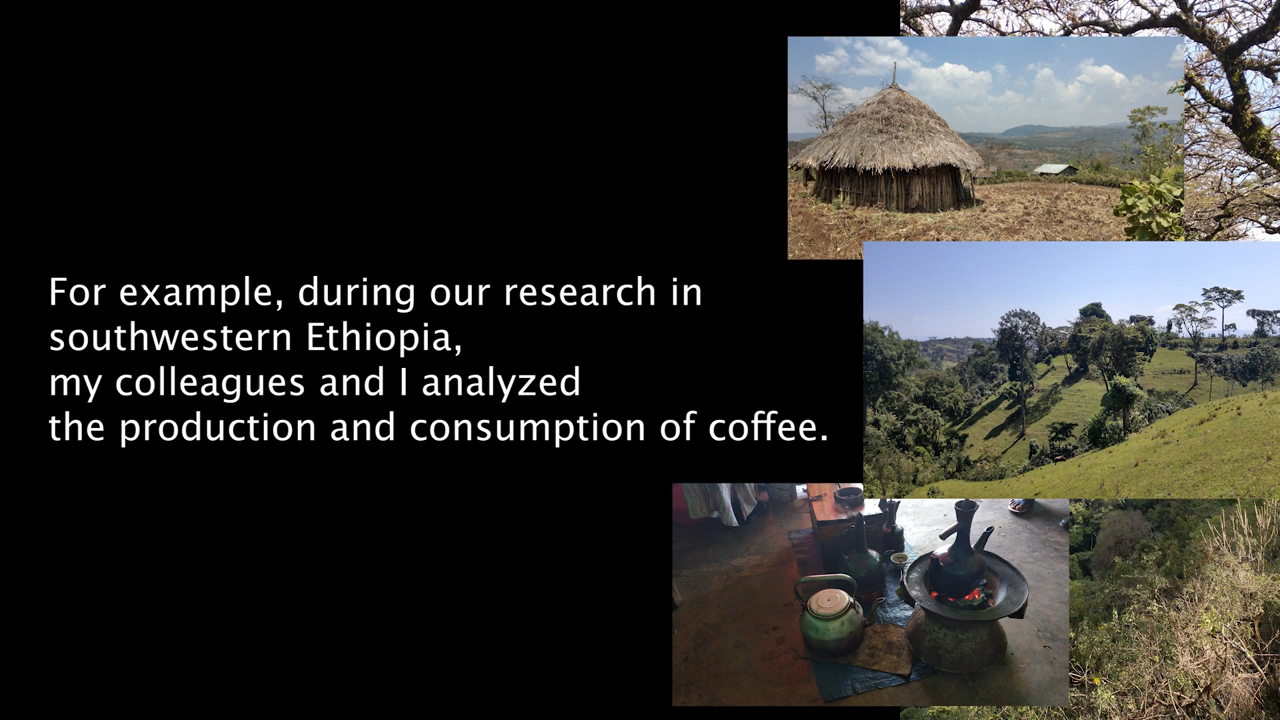 For example, during our research in
southwestern Ethiopia,
my colleagues and I analyzed
the production and consumption of coffee.